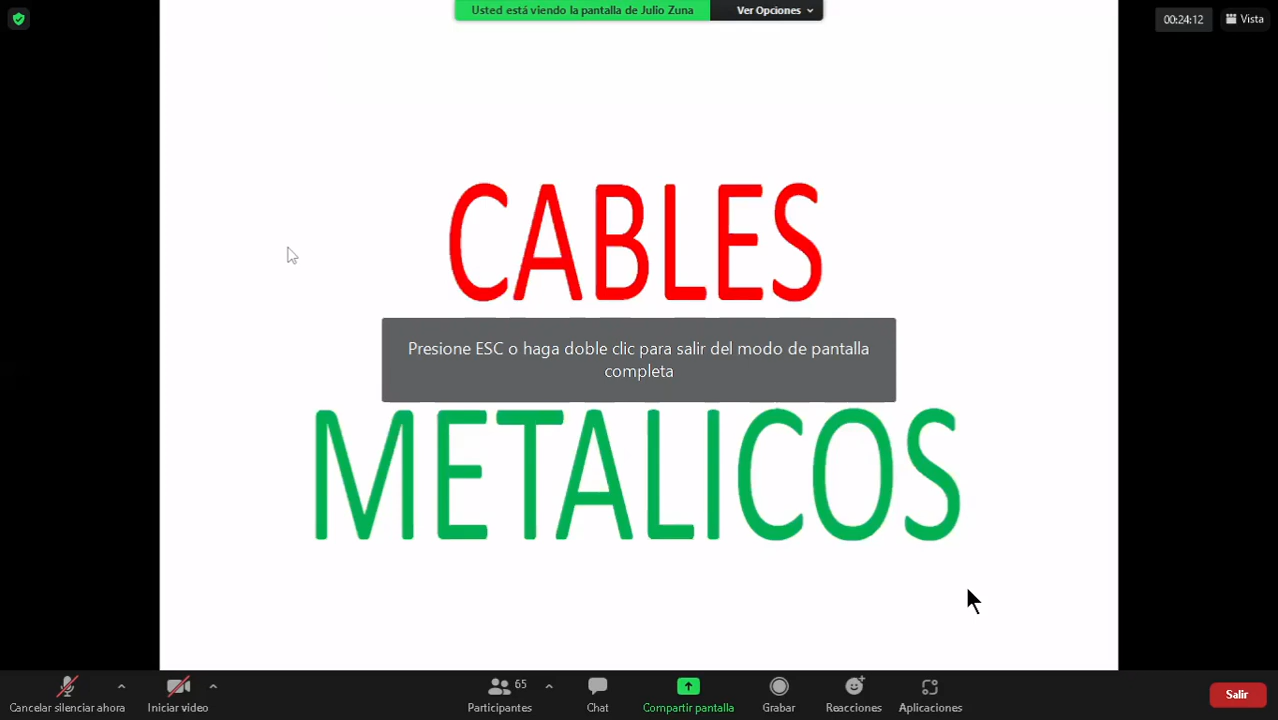 Usted está viendo la pantalla de Julio Zuna
Ver Opciones
00:24:12
Vista
CABLES
Presione ESC o haga doble clic para salir del modo de pantalla
completa
METALICOS
65
Cancelar silenciar ahora
Iniciar video
Participantes
Chat
Compartir pantalla
Grabar
Reacciones
Aplicaciones
Salir